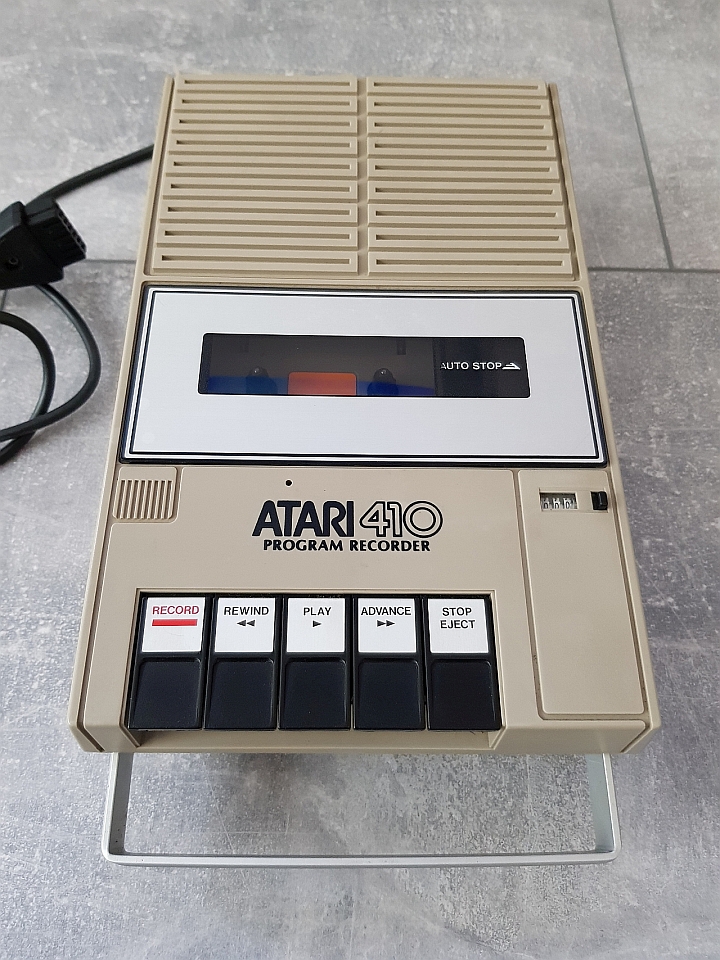 AUTO STOP
ATARI 410
PROGRAM RECORDER
RECORD
REWIND
PLAY
ADVANCE
STOP
EJECT